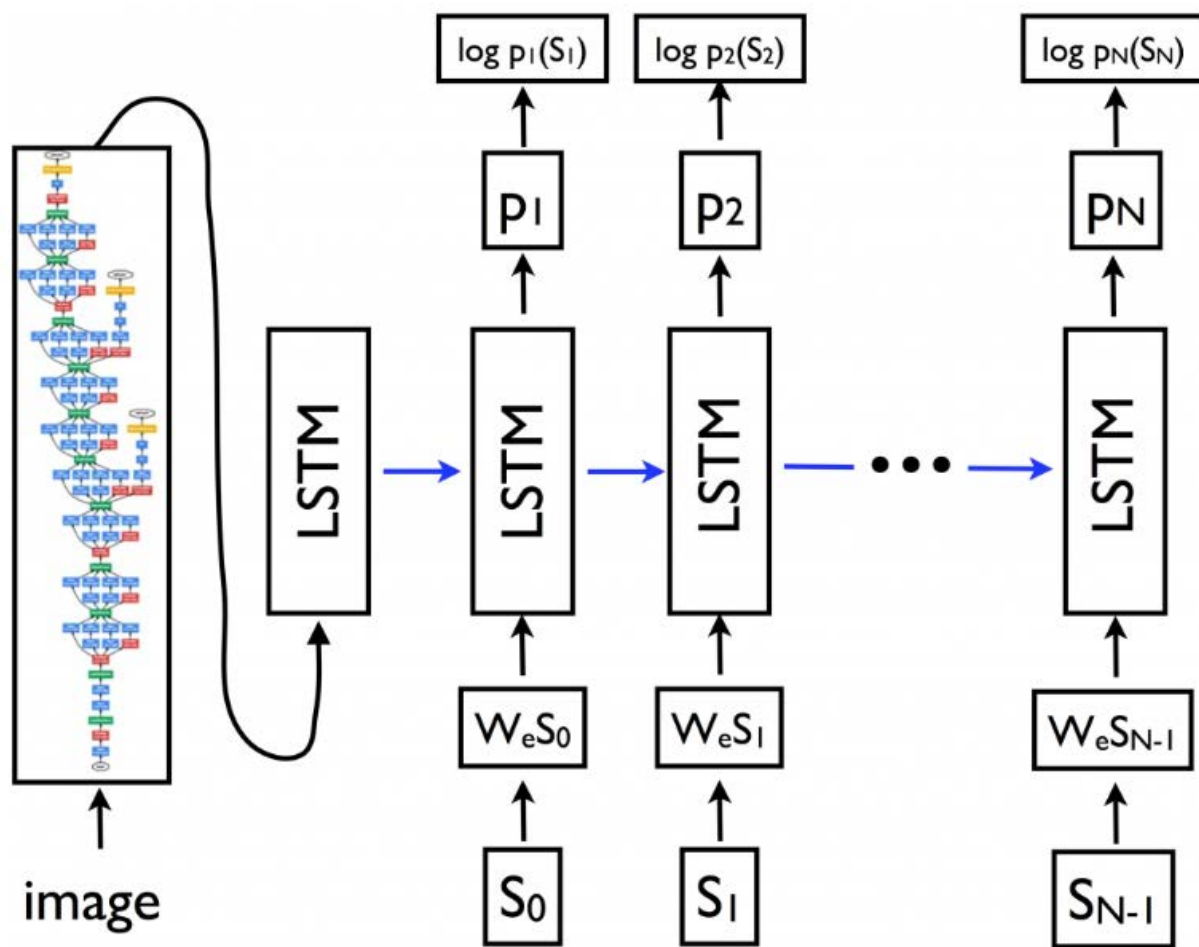 log p₁(S₁)
log p₂(S₂)
log pN(SN)
p₁
p₂
pN
LSTM
LSTM
LSTM
LSTM
WₑS₀
WₑS₁
WₑSN-1
image
S₀
S₁
SN-1